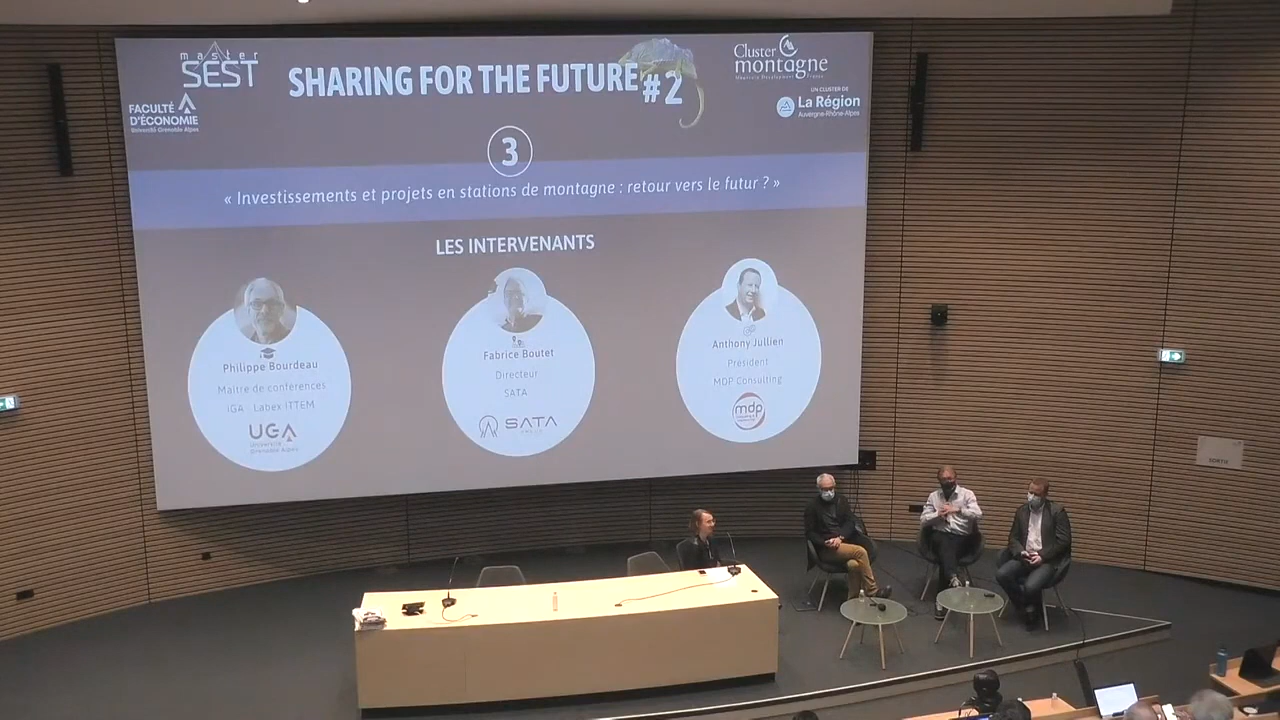 master
SEST
FACULTÉ
D'ÉCONOMIE
Université Grenoble Alpes
SHARING FOR THE FUTURE #2
Cluster
montagne
UN CLUSTER DE
La Région
Auvergne-Rhône-Alpes
3
« Investissements et projets en stations de montagne : retour vers le futur ? »
LES INTERVENANTS
Philippe Bourdeau
Maître de conférences
IGA - Labex ITTEM
UGA
Université
Grenoble Alpes
Fabrice Boutet
Directeur
SATA
SATA
Anthony Jullien
Président
MDP Consulting
mdp
SORTIE